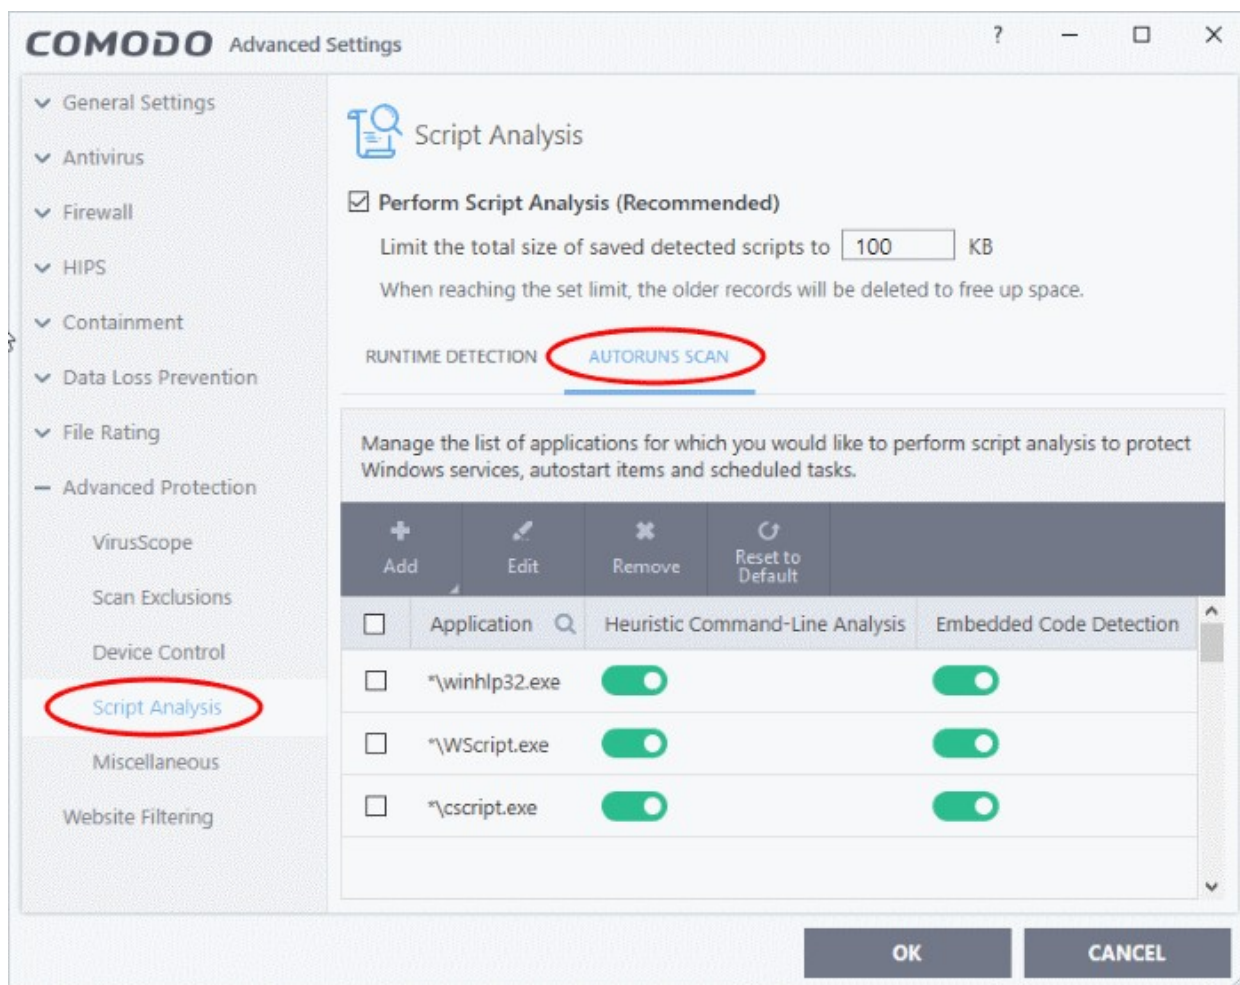 COMODO Advanced Settings ?
General Settings
Antivirus
Firewall
HIPS
Containment
Data Loss Prevention
File Rating
Advanced Protection
VirusScope
Scan Exclusions
Device Control
Script Analysis
Miscellaneous
Website Filtering
Script Analysis
Perform Script Analysis (Recommended)
Limit the total size of saved detected scripts to 100 KB
When reaching the set limit, the older records will be deleted to free up space.
RUNTIME DETECTION AUTORUNS SCAN
Manage the list of applications for which you would like to perform script analysis to protect
Windows services, autostart items and scheduled tasks.
Add Edit Remove Reset to
Default
Application Heuristic Command-Line Analysis Embedded Code Detection
*\winhlp32.exe
*\WScript.exe
*\cscript.exe
OK CANCEL